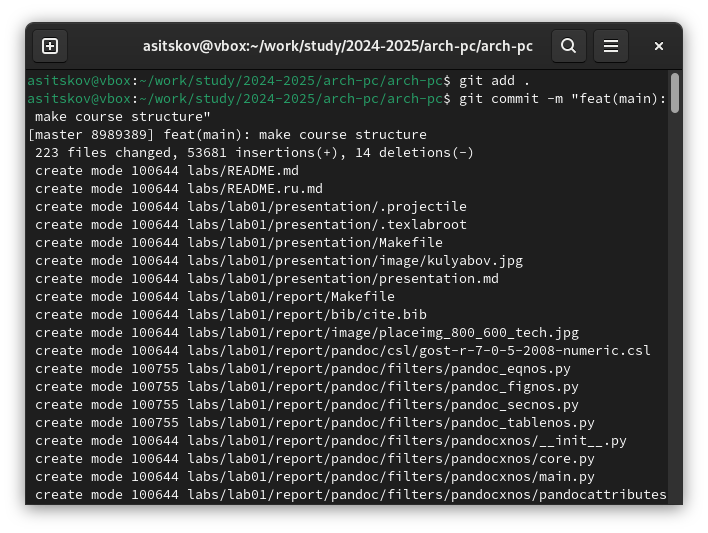 asitskov@vbox:~/work/study/2024-2025/arch-pc/arch-pc
asitskov@vbox:~/work/study/2024-2025/arch-pc/arch-pc$ git add .
asitskov@vbox:~/work/study/2024-2025/arch-pc/arch-pc$ git commit -m "feat(main):
 make course structure"
[master 8989389] feat(main): make course structure
 223 files changed, 53681 insertions(+), 14 deletions(-)
 create mode 100644 labs/README.md
 create mode 100644 labs/README.ru.md
 create mode 100644 labs/lab01/presentation/.projectile
 create mode 100644 labs/lab01/presentation/.texlabroot
 create mode 100644 labs/lab01/presentation/Makefile
 create mode 100644 labs/lab01/presentation/image/kulyabov.jpg
 create mode 100644 labs/lab01/presentation/presentation.md
 create mode 100644 labs/lab01/report/Makefile
 create mode 100644 labs/lab01/report/bib/cite.bib
 create mode 100644 labs/lab01/report/image/placeimg_800_600_tech.jpg
 create mode 100644 labs/lab01/report/pandoc/csl/gost-r-7-0-5-2008-numeric.csl
 create mode 100755 labs/lab01/report/pandoc/filters/pandoc_eqnos.py
 create mode 100755 labs/lab01/report/pandoc/filters/pandoc_fignos.py
 create mode 100755 labs/lab01/report/pandoc/filters/pandoc_secnos.py
 create mode 100755 labs/lab01/report/pandoc/filters/pandoc_tablenos.py
 create mode 100644 labs/lab01/report/pandoc/filters/pandocxnos/__init__.py
 create mode 100644 labs/lab01/report/pandoc/filters/pandocxnos/core.py
 create mode 100644 labs/lab01/report/pandoc/filters/pandocxnos/main.py
 create mode 100644 labs/lab01/report/pandoc/filters/pandocxnos/pandocattributes